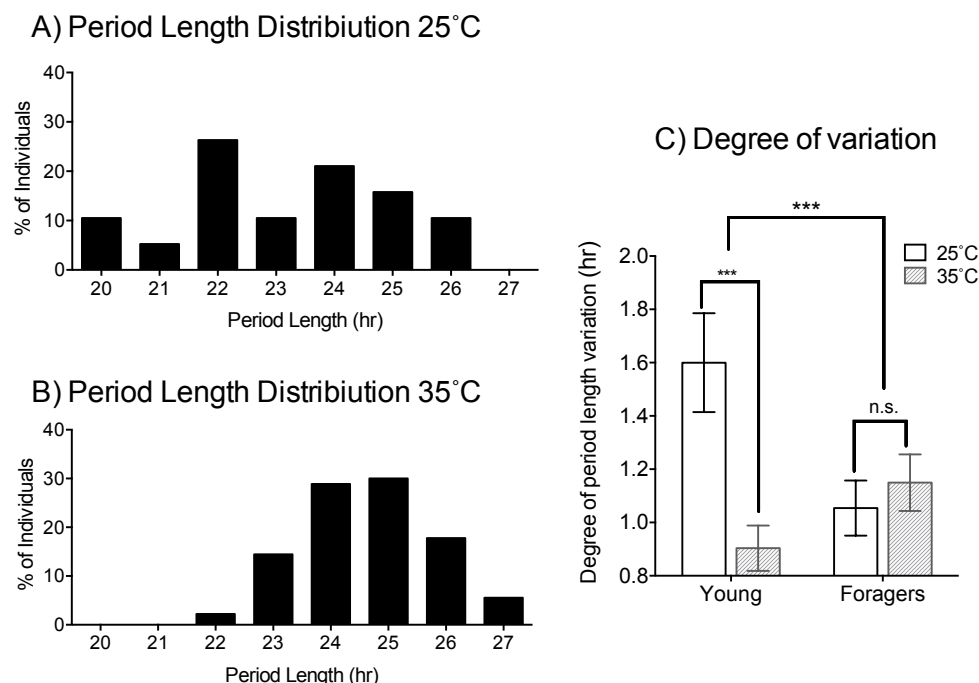 A) Period Length Distribiution 25˚C
% of Individuals
40
30
20
10
0
20 21 22 23 24 25 26 27
Period Length (hr)
B) Period Length Distribiution 35˚C
% of Individuals
40
30
20
10
0
20 21 22 23 24 25 26 27
Period Length (hr)
C) Degree of variation
***
25˚C
35˚C
Degree of period length variation (hr)
2.0
1.8
1.6
1.4
1.2
1.0
0.8
***
n.s.
Young Foragers